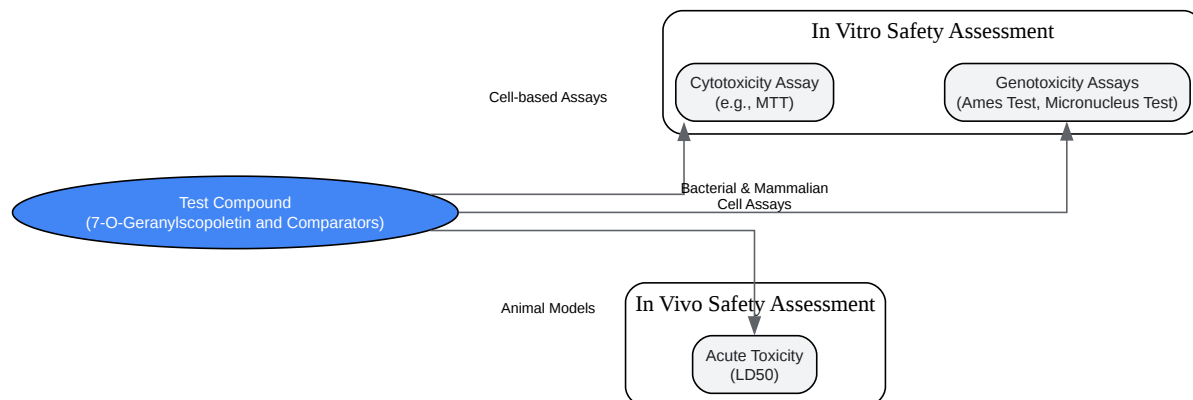 In Vitro Safety Assessment
Cytotoxicity Assay
(e.g., MTT)
Genotoxicity Assays
(Ames Test, Micronucleus Test)
Cell-based Assays
Test Compound
(7-O-Geranylscopoletin and Comparators)
Bacterial & Mammalian
Cell Assays
Animal Models
In Vivo Safety Assessment
Acute Toxicity
(LD50)